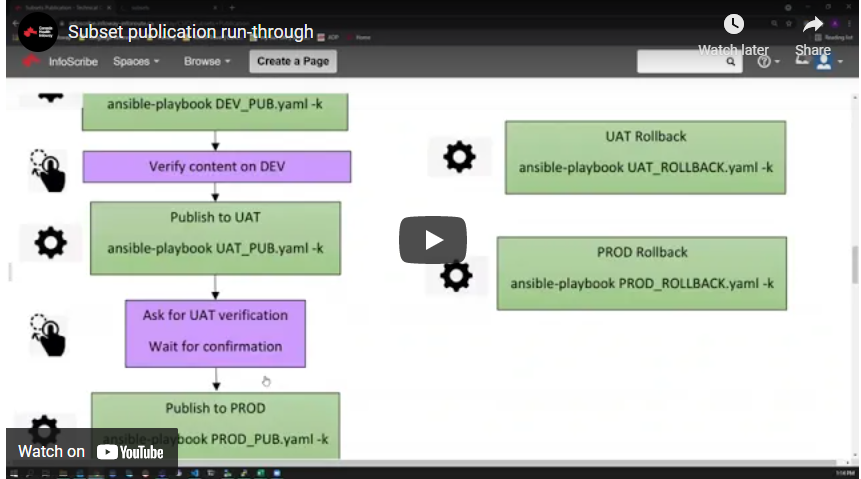 Subset publication run-through
Watch later
Share
InfoScribe
Spaces
Browse
Create a Page
ansible-playbook DEV_PUB.yaml -k
Verify content on DEV
Publish to UAT
ansible-playbook UAT_PUB.yaml -k
Ask for UAT verification
Wait for confirmation
Publish to PROD
ansible-playbook PROD_PUB.yaml -k
UAT Rollback
ansible-playbook UAT_ROLLBACK.yaml -k
PROD Rollback
ansible-playbook PROD_ROLLBACK.yaml -k
Watch on YouTube